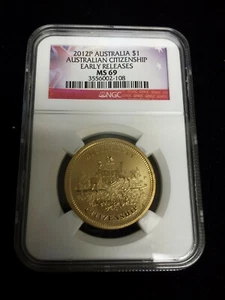 2012P AUSTRALIA $1
AUSTRALIAN CITIZENSHIP
EARLY RELEASES
MS 69
3556002-108
NGC